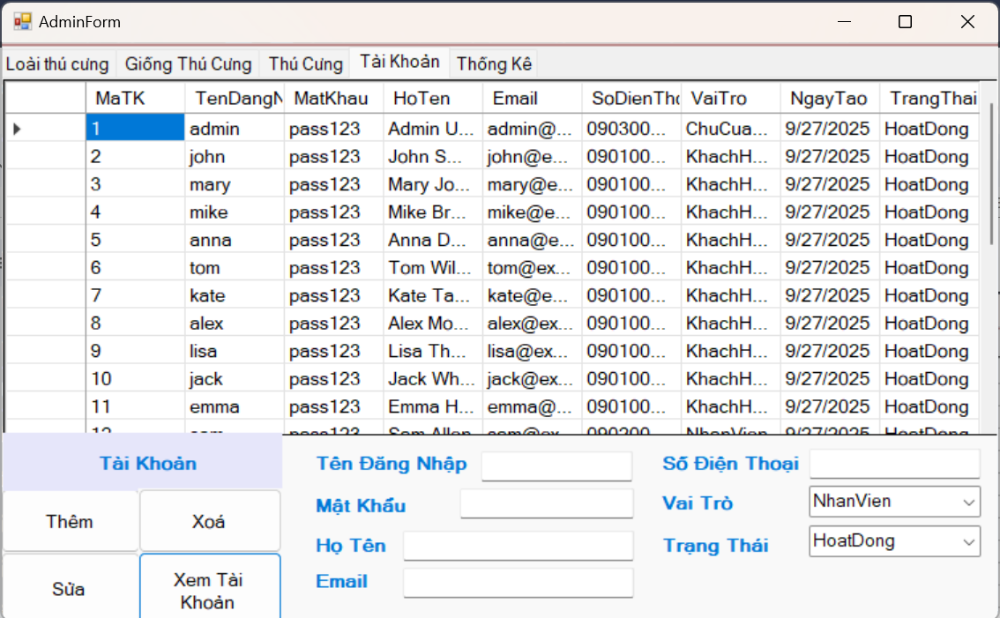 AdminForm
Loài thú cưng Giống Thú Cưng Thú Cưng Tài Khoản Thống Kê
MaTK TenDangN MatKhau HoTen Email SoDienTho VaiTro NgayTao TrangThai
1 admin pass123 Admin U... admin@... 090300... ChuCua... 9/27/2025 HoatDong
2 john pass123 John S... john@e... 090100... KhachH... 9/27/2025 HoatDong
3 mary pass123 Mary Jo... mary@e... 090100... KhachH... 9/27/2025 HoatDong
4 mike pass123 Mike Br... mike@e... 090100... KhachH... 9/27/2025 HoatDong
5 anna pass123 Anna D... anna@e... 090100... KhachH... 9/27/2025 HoatDong
6 tom pass123 Tom Wil... tom@ex... 090100... KhachH... 9/27/2025 HoatDong
7 kate pass123 Kate Ta... kate@e... 090100... KhachH... 9/27/2025 HoatDong
8 alex pass123 Alex Mo... alex@ex... 090100... KhachH... 9/27/2025 HoatDong
9 lisa pass123 Lisa Th... lisa@ex... 090100... KhachH... 9/27/2025 HoatDong
10 jack pass123 Jack Wh... jack@ex... 090100... KhachH... 9/27/2025 HoatDong
11 emma pass123 Emma H... emma@... 090100... KhachH... 9/27/2025 HoatDong
12 sam pass123 Sam Allen sam@ex... 090200... NhanVien 9/27/2025 HoatDong
Tài Khoản
Thêm Xoá
Sửa Xem Tài
Khoản
Tên Đăng Nhập
Mật Khẩu
Họ Tên
Email
Số Điện Thoại
Vai Trò NhanVien
Trạng Thái HoatDong